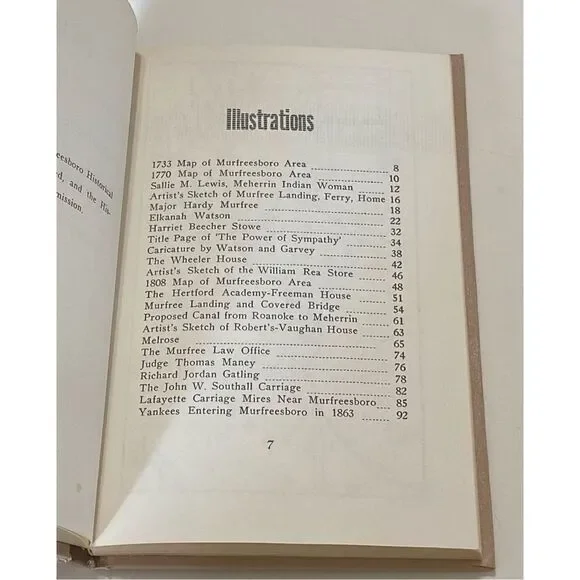 eesboro Historical
d, and the His-
mission.
Illustrations
1733 Map of Murfreesboro Area 8
1770 Map of Murfreesboro Area 10
Sallie M. Lewis, Meherrin Indian Woman 12
Artist's Sketch of Murfree Landing, Ferry, Home 16
Major Hardy Murfree 18
Elkanah Watson 22
Harriet Beecher Stowe 32
Title Page of 'The Power of Sympathy' 34
Caricature by Watson and Garvey 38
The Wheeler House 42
Artist's Sketch of the William Rea Store 46
1808 Map of Murfreesboro Area 48
The Hertford Academy-Freeman House 51
Murfree Landing and Covered Bridge 54
Proposed Canal from Roanoke to Meherrin 61
Artist's Sketch of Robert's-Vaughan House 63
Melrose 65
The Murfree Law Office 74
Judge Thomas Maney 76
Richard Jordan Gatling 78
The John W. Southall Carriage 82
Lafayette Carriage Mires Near Murfreesboro 85
Yankees Entering Murfreesboro in 1863 92
7